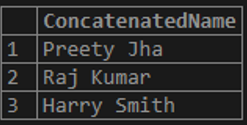 ConcatenatedName
1 Preety Jha
2 Raj Kumar
3 Harry Smith